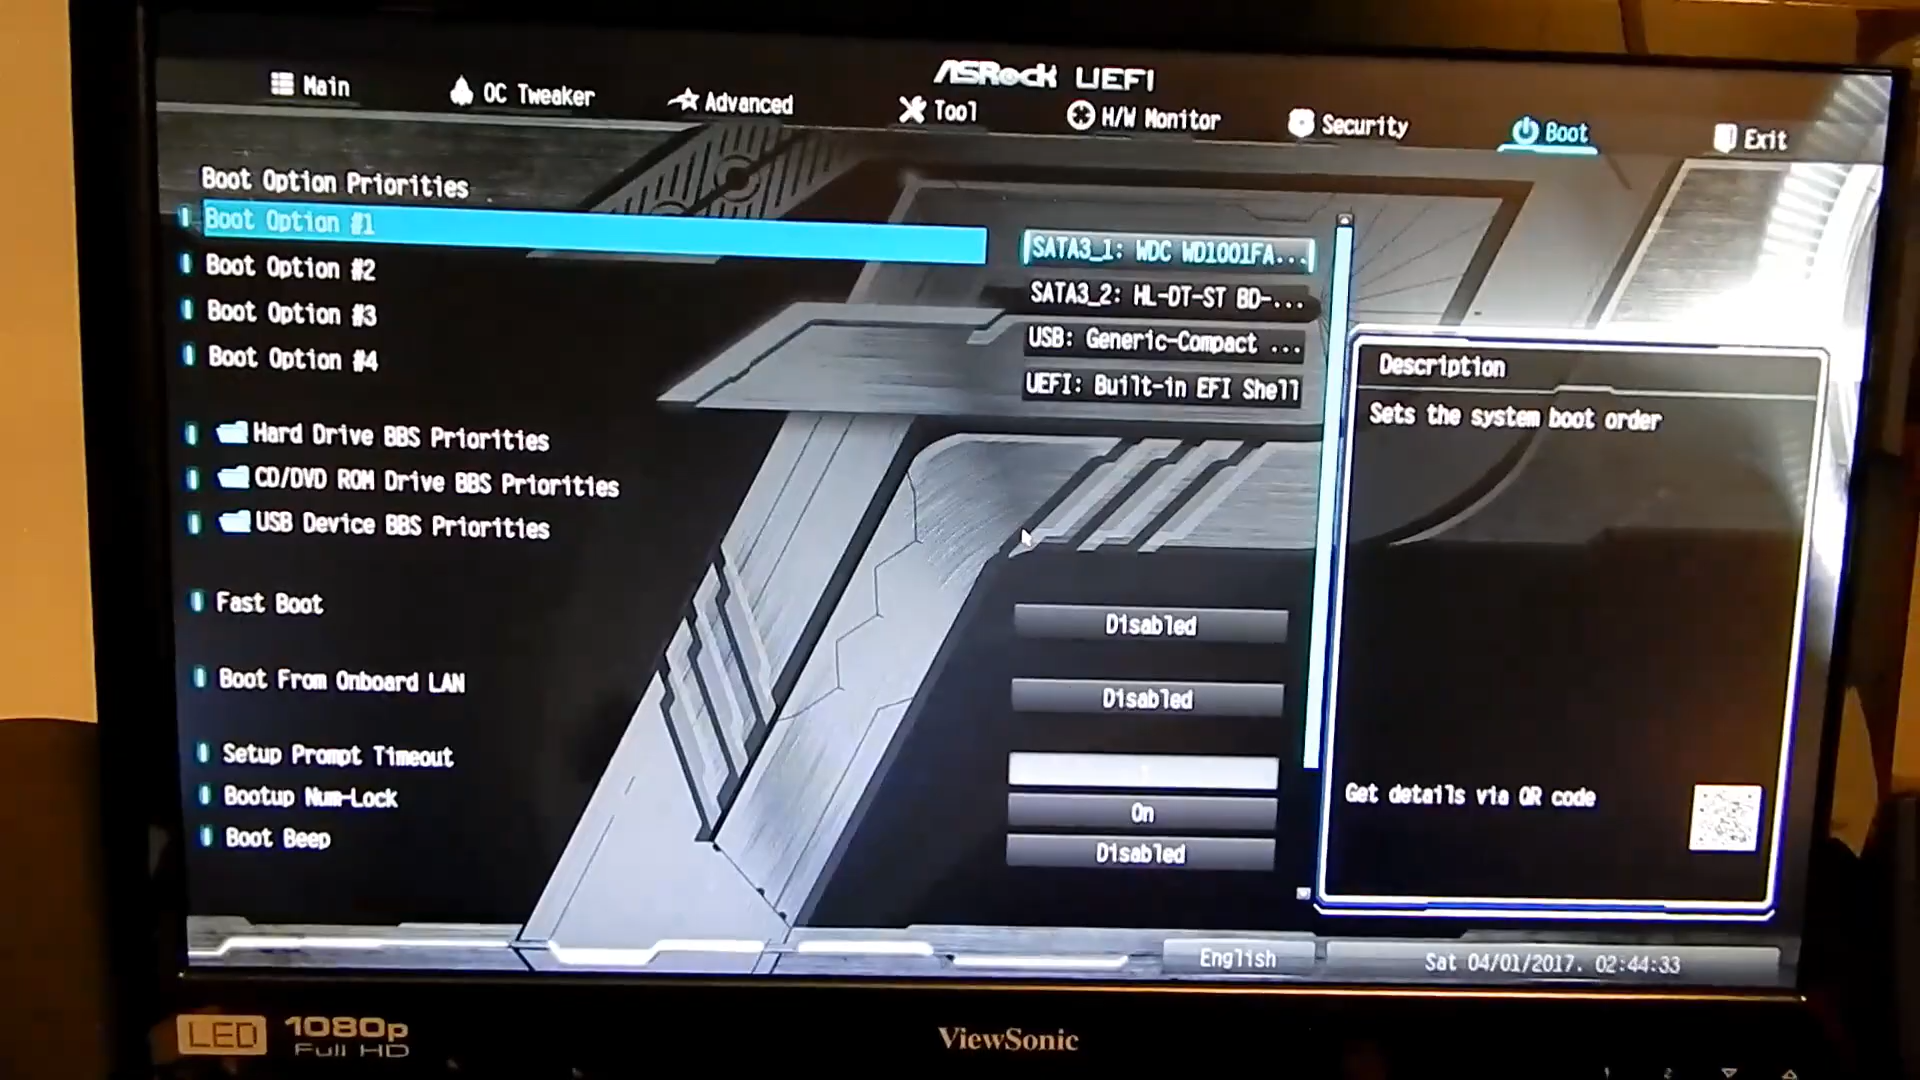 ASRock UEFI
Main
OC Tweaker
Advanced
Tool
H/W Monitor
Security
Boot
Exit
Boot Option Priorities
Boot Option #1
SATA3_1: WDC WD1001FA...
Boot Option #2
SATA3_2: HL-DT-ST BD-...
Boot Option #3
USB: Generic-Compact ...
Boot Option #4
UEFI: Built-in EFI Shell
Hard Drive BBS Priorities
CD/DVD ROM Drive BBS Priorities
USB Device BBS Priorities
Fast Boot
Disabled
Boot From Onboard LAN
Disabled
Setup Prompt Timeout
Bootup Num-Lock
On
Boot Beep
Disabled
Description
Sets the system boot order
Get details via QR code
English
Sat 04/01/2017. 02:44:33
LED
1080p
Full HD
ViewSonic